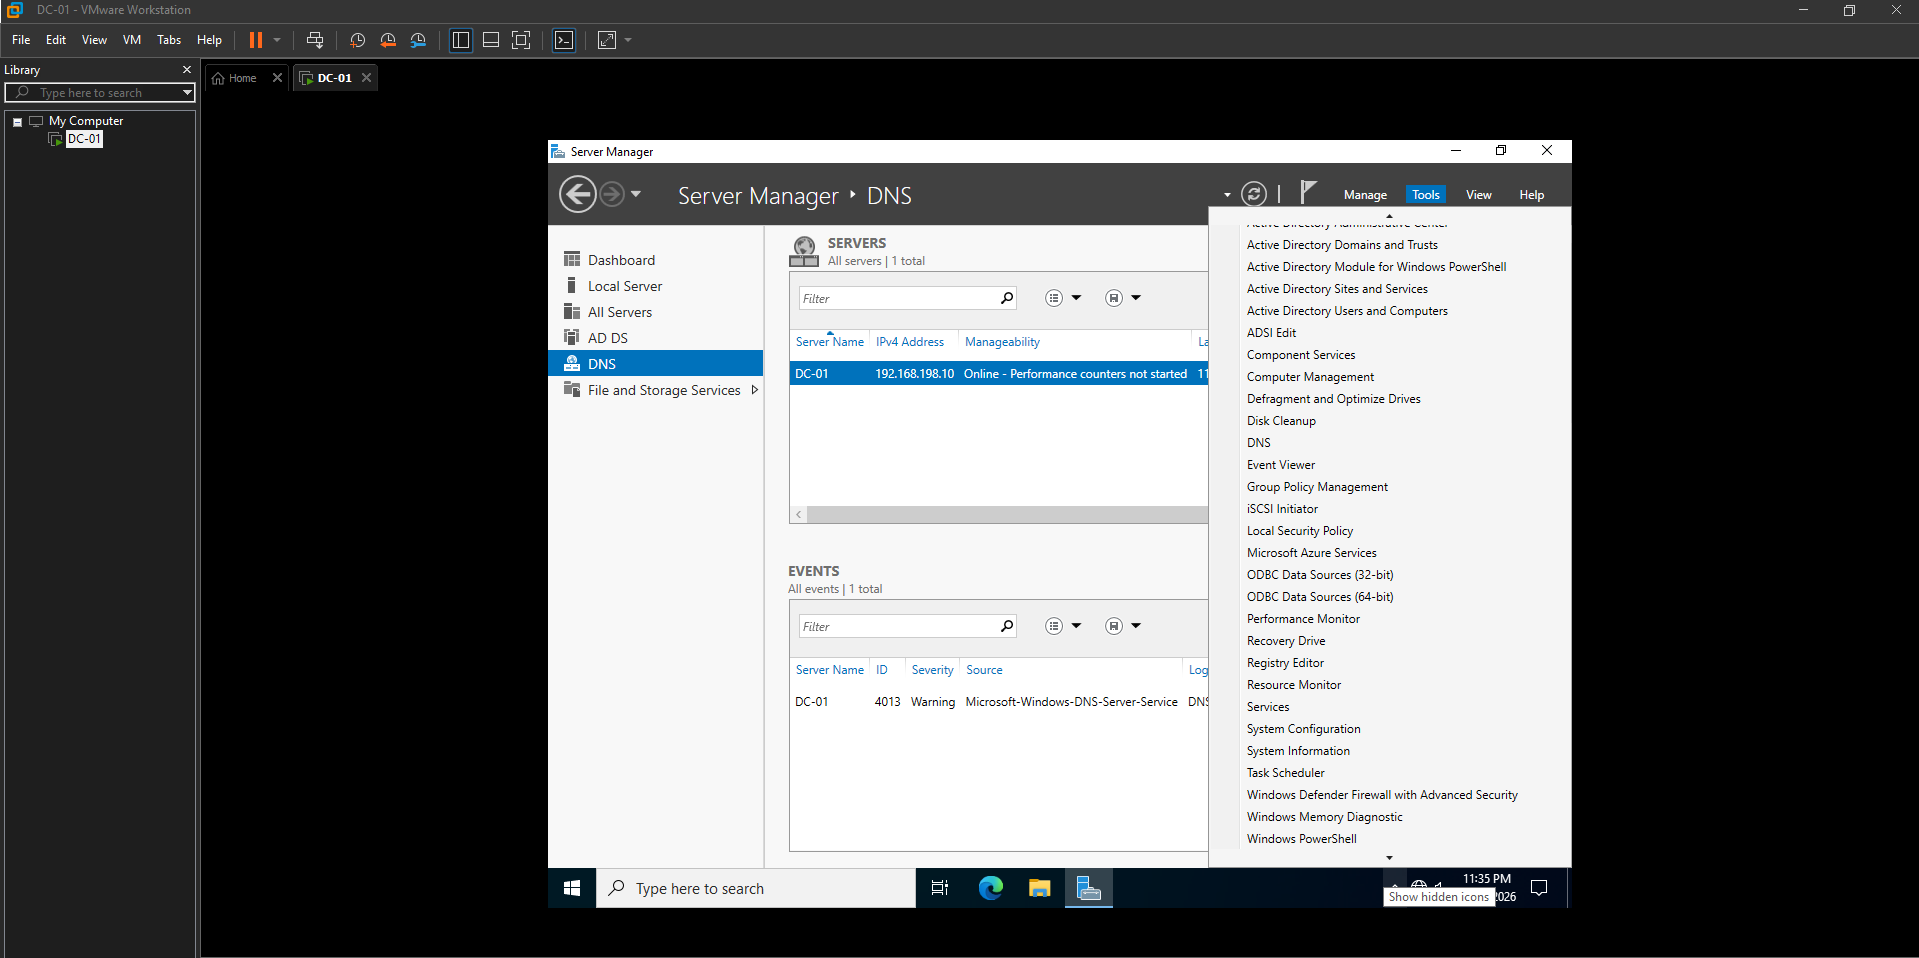 DC-01 - VMware Workstation
File Edit View VM Tabs Help
Library
Type here to search
My Computer
DC-01
Home
DC-01
Server Manager
Server Manager DNS
Manage Tools View Help
Dashboard
Local Server
All Servers
AD DS
DNS
File and Storage Services
SERVERS
All servers | 1 total
Filter
Server Name IPv4 Address Manageability La
DC-01 192.168.198.10 Online - Performance counters not started 11
EVENTS
All events | 1 total
Filter
Server Name ID Severity Source Log
DC-01 4013 Warning Microsoft-Windows-DNS-Server-Service DNS
Active Directory Administrative Center
Active Directory Domains and Trusts
Active Directory Module for Windows PowerShell
Active Directory Sites and Services
Active Directory Users and Computers
ADSI Edit
Component Services
Computer Management
Defragment and Optimize Drives
Disk Cleanup
DNS
Event Viewer
Group Policy Management
iSCSI Initiator
Local Security Policy
Microsoft Azure Services
ODBC Data Sources (32-bit)
ODBC Data Sources (64-bit)
Performance Monitor
Recovery Drive
Registry Editor
Resource Monitor
Services
System Configuration
System Information
Task Scheduler
Windows Defender Firewall with Advanced Security
Windows Memory Diagnostic
Windows PowerShell
Type here to search
11:35 PM
Show hidden icons
2026